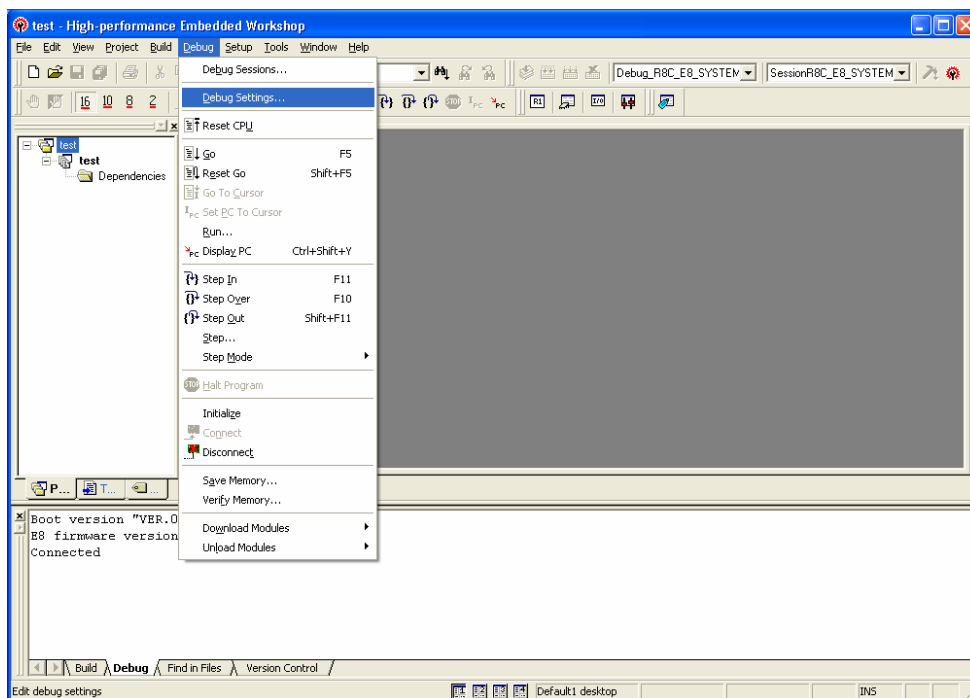 test - High-performance Embedded Workshop
File Edit View Project Build Debug Setup Tools Window Help
Debug_R8C_E8_SYSTEM
SessionR8C_E8_SYSTEM
16 10 8 2
test
test
Dependencies
Debug Sessions...
Debug Settings...
Reset CPU
Go F5
Reset Go Shift+F5
Go To Cursor
Set PC To Cursor
Run...
Display PC Ctrl+Shift+Y
Step In F11
Step Over F10
Step Out Shift+F11
Step...
Step Mode
Halt Program
Initialize
Connect
Disconnect
Save Memory...
Verify Memory...
Download Modules
Unload Modules
P... T... ...
Boot version "VER.0
E8 firmware version
Connected
Build Debug Find in Files Version Control
Edit debug settings Default1 desktop INS